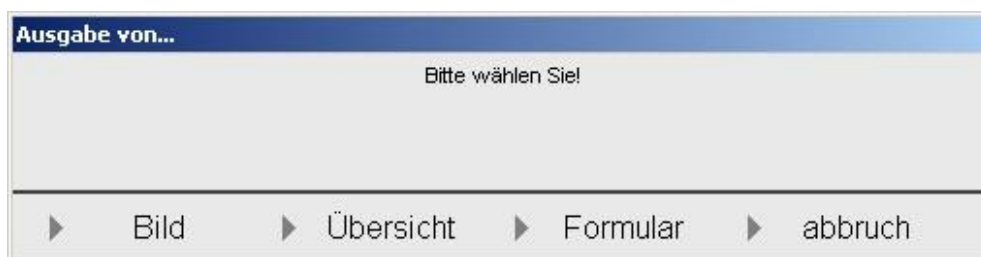 Ausgabe von...
Bitte wählen Sie!
Bild Übersicht Formular abbruch